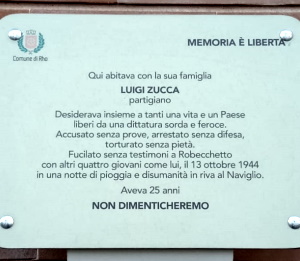 Comune di Rho
MEMORIA È LIBERTÀ
Qui abitava con la sua famiglia
LUIGI ZUCCA
partigiano
Desiderava insieme a tanti una vita e un Paese
liberi da una dittatura sorda e feroce.
Accusato senza prove, arrestato senza difesa,
torturato senza pietà.
Fucilato senza testimoni a Robecchetto
con altri quattro giovani come lui, il 13 ottobre 1944
in una notte di pioggia e disumanità in riva al Naviglio.
Aveva 25 anni
NON DIMENTICHEREMO